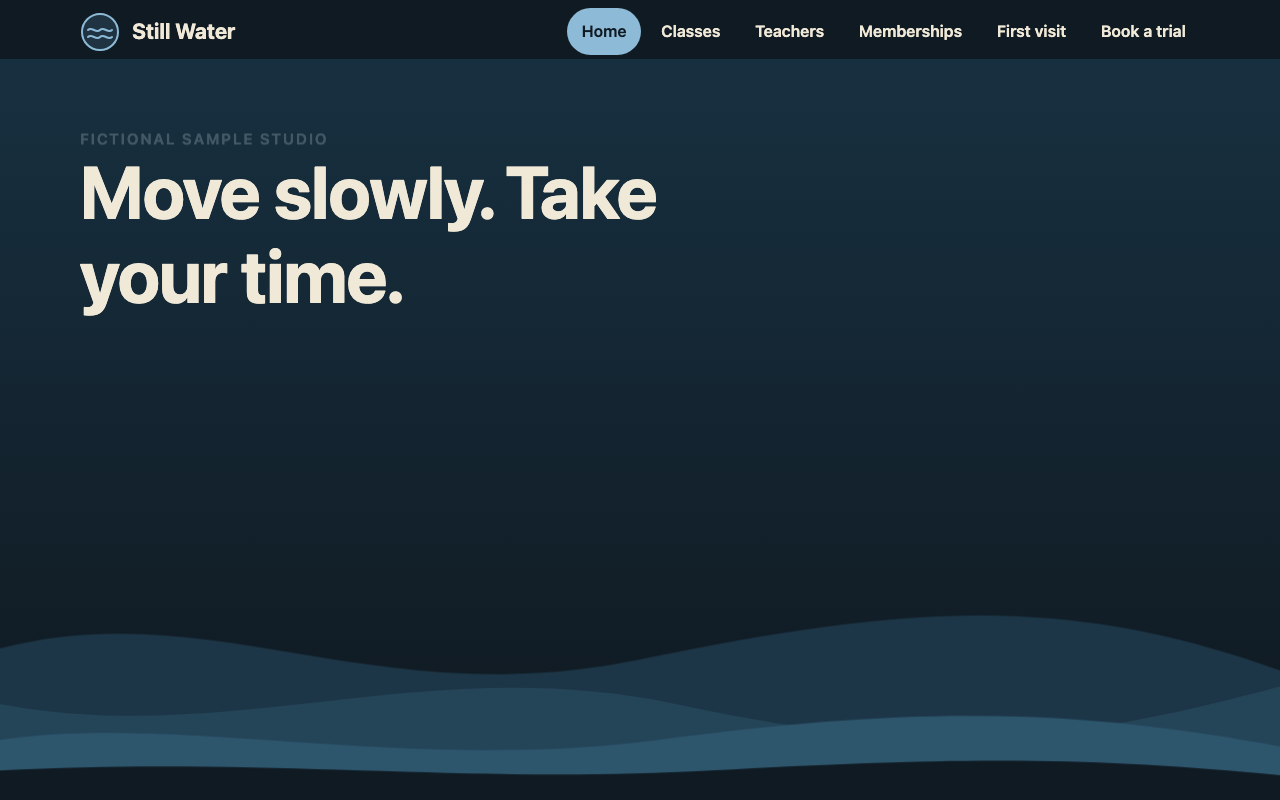 Still Water
Home
Classes
Teachers
Memberships
First visit
Book a trial
FICTIONAL SAMPLE STUDIO
Move slowly. Take
your time.